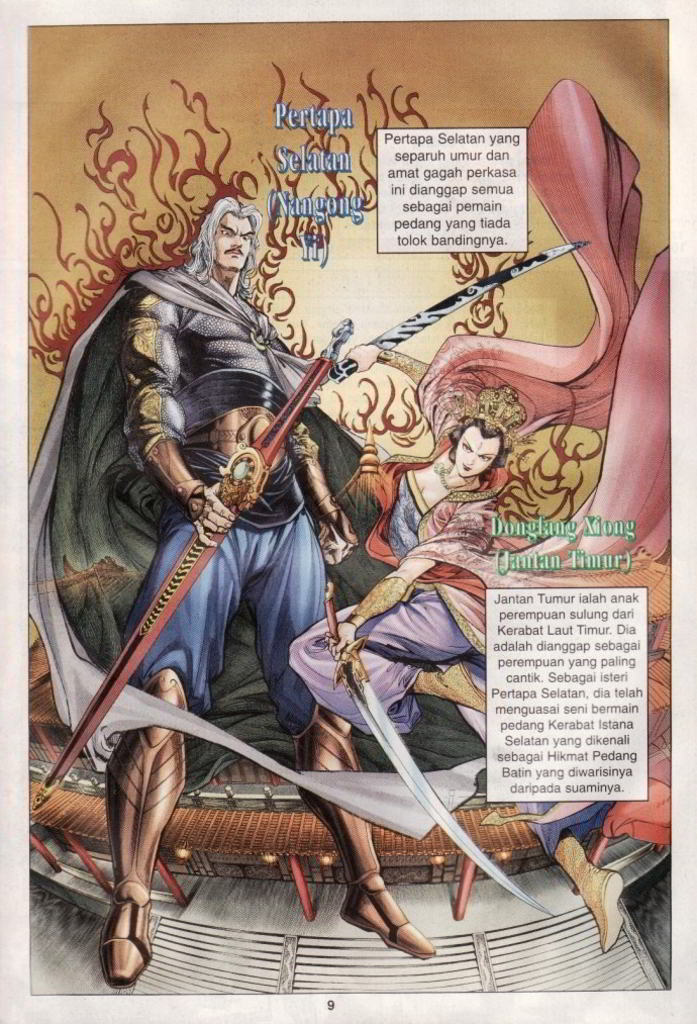 Pertapa
Selatan
(Nangong
Yi)
Pertapa Selatan yang
separuh umur dan
amat gagah perkasa
ini dianggap semua
sebagai pemain
pedang yang tiada
tolok bandingnya.
Dongfang Xiong
(Jantan Timur)
Jantan Tumur ialah anak
perempuan sulung dari
Kerabat Laut Timur. Dia
adalah dianggap sebagai
perempuan yang paling
cantik. Sebagai isteri
Pertapa Selatan, dia telah
menguasai seni bermain
pedang Kerabat Istana
Selatan yang dikenali
sebagai Hikmat Pedang
Batin yang diwarisinya
daripada suaminya.
9